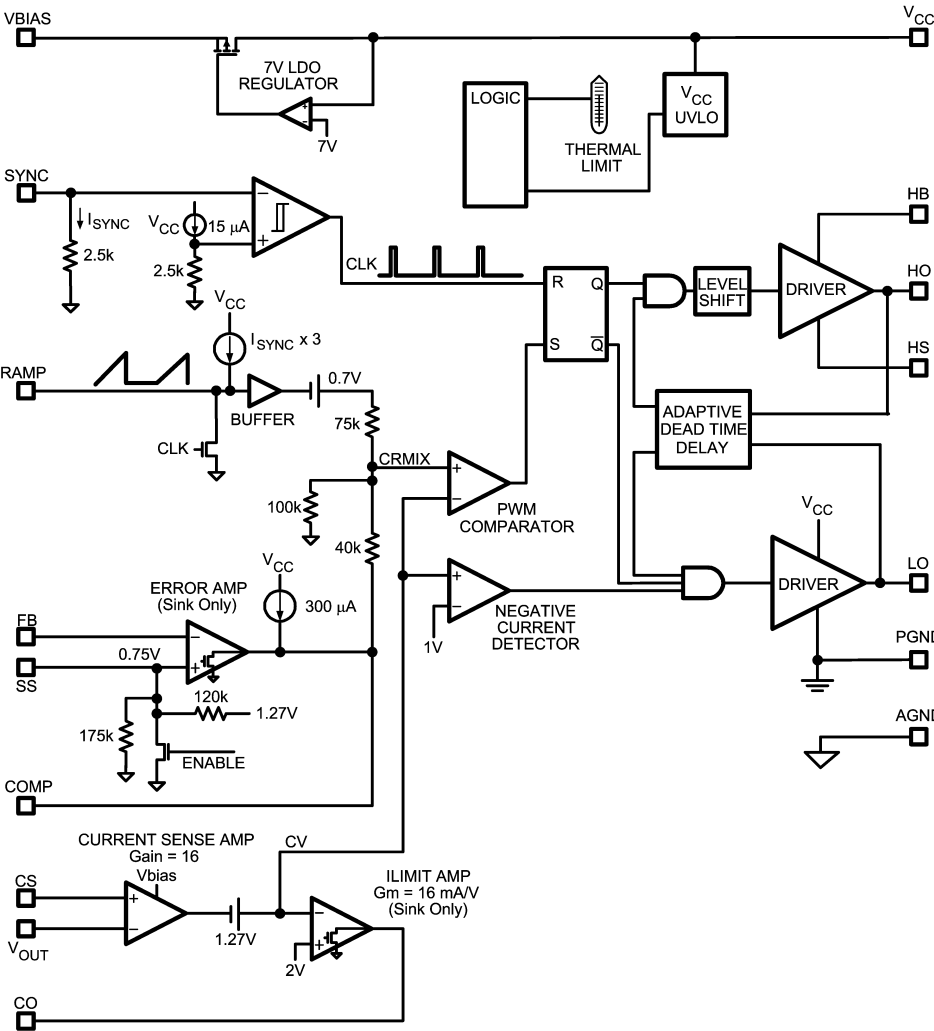 VBIAS
VCC
7V LDO
REGULATOR
+
-
7V
LOGIC
THERMAL
LIMIT
VCC
UVLO
SYNC
ISYNC
2.5k
VCC
15 μA
2.5k
−
+
CLK
HB
HO
HS
R
Q
S
Q̅
LEVEL
SHIFT
DRIVER
VCC
ISYNC x 3
RAMP
BUFFER
0.7V
75k
CLK
CRMIX
100k
40k
+
−
PWM
COMPARATOR
ADAPTIVE
DEAD TIME
DELAY
VCC
DRIVER
LO
PGND
AGND
ERROR AMP
(Sink Only)
VCC
300 μA
+
−
1V
NEGATIVE
CURRENT
DETECTOR
FB
SS
0.75V
−
+
120k
1.27V
175k
ENABLE
COMP
CURRENT SENSE AMP
Gain = 16
Vbias
CV
ILIMIT AMP
Gm = 16 mA/V
(Sink Only)
CS
VOUT
+
−
1.27V
−
+
2V
CO